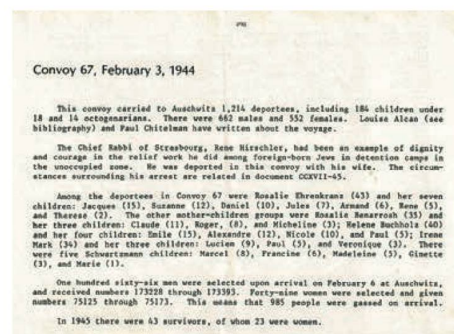 Convoy 67, February 3, 1944
This convoy carried to Auschwitz 1,214 deportees, including 184 children under
18 and 14 octogenarians. There were 662 males and 552 females. Louise Alcan (see
bibliography) and Paul Chitelman have written about the voyage.
The Chief Rabbi of Strasbourg, Rene Hirschler, had been an example of dignity
and courage in the relief work he did among foreign-born Jews in detention camps in
the unoccupied zone. He was deported in this convoy with his wife. The circum-
stances surrounding his arrest are related in document CCXVII-45.
Among the deportees in Convoy 67 were Rosalie Ehrenkranz (43) and her seven
children: Jacques (15), Suzanne (12), Daniel (10), Jules (7), Armand (6), Rene (5),
and Therese (2). The other mother-children groups were Rosalie Benarrosh (35) and
her three children: Claude (11), Roger, (8), and Micheline (3); Helene Bucholz (40)
and her four children: Emile (15), Alexandre (12), Nicole (10), and Paul (5); Irene
Mark (34) and her three children: Lucien (9), Paul (5), and Veronique (3). There
were five Schwartzmann children: Marcel (8), Francine (6), Madeleine (5), Ginette
(3), and Marie (1).
One hundred sixty-six men were selected upon arrival on February 6 at Auschwitz,
and received numbers 173228 through 173393. Forty-nine women were selected and given
numbers 75125 through 75173. This means that 985 people were gassed on arrival.
In 1945 there were 43 survivors, of whom 23 were women.